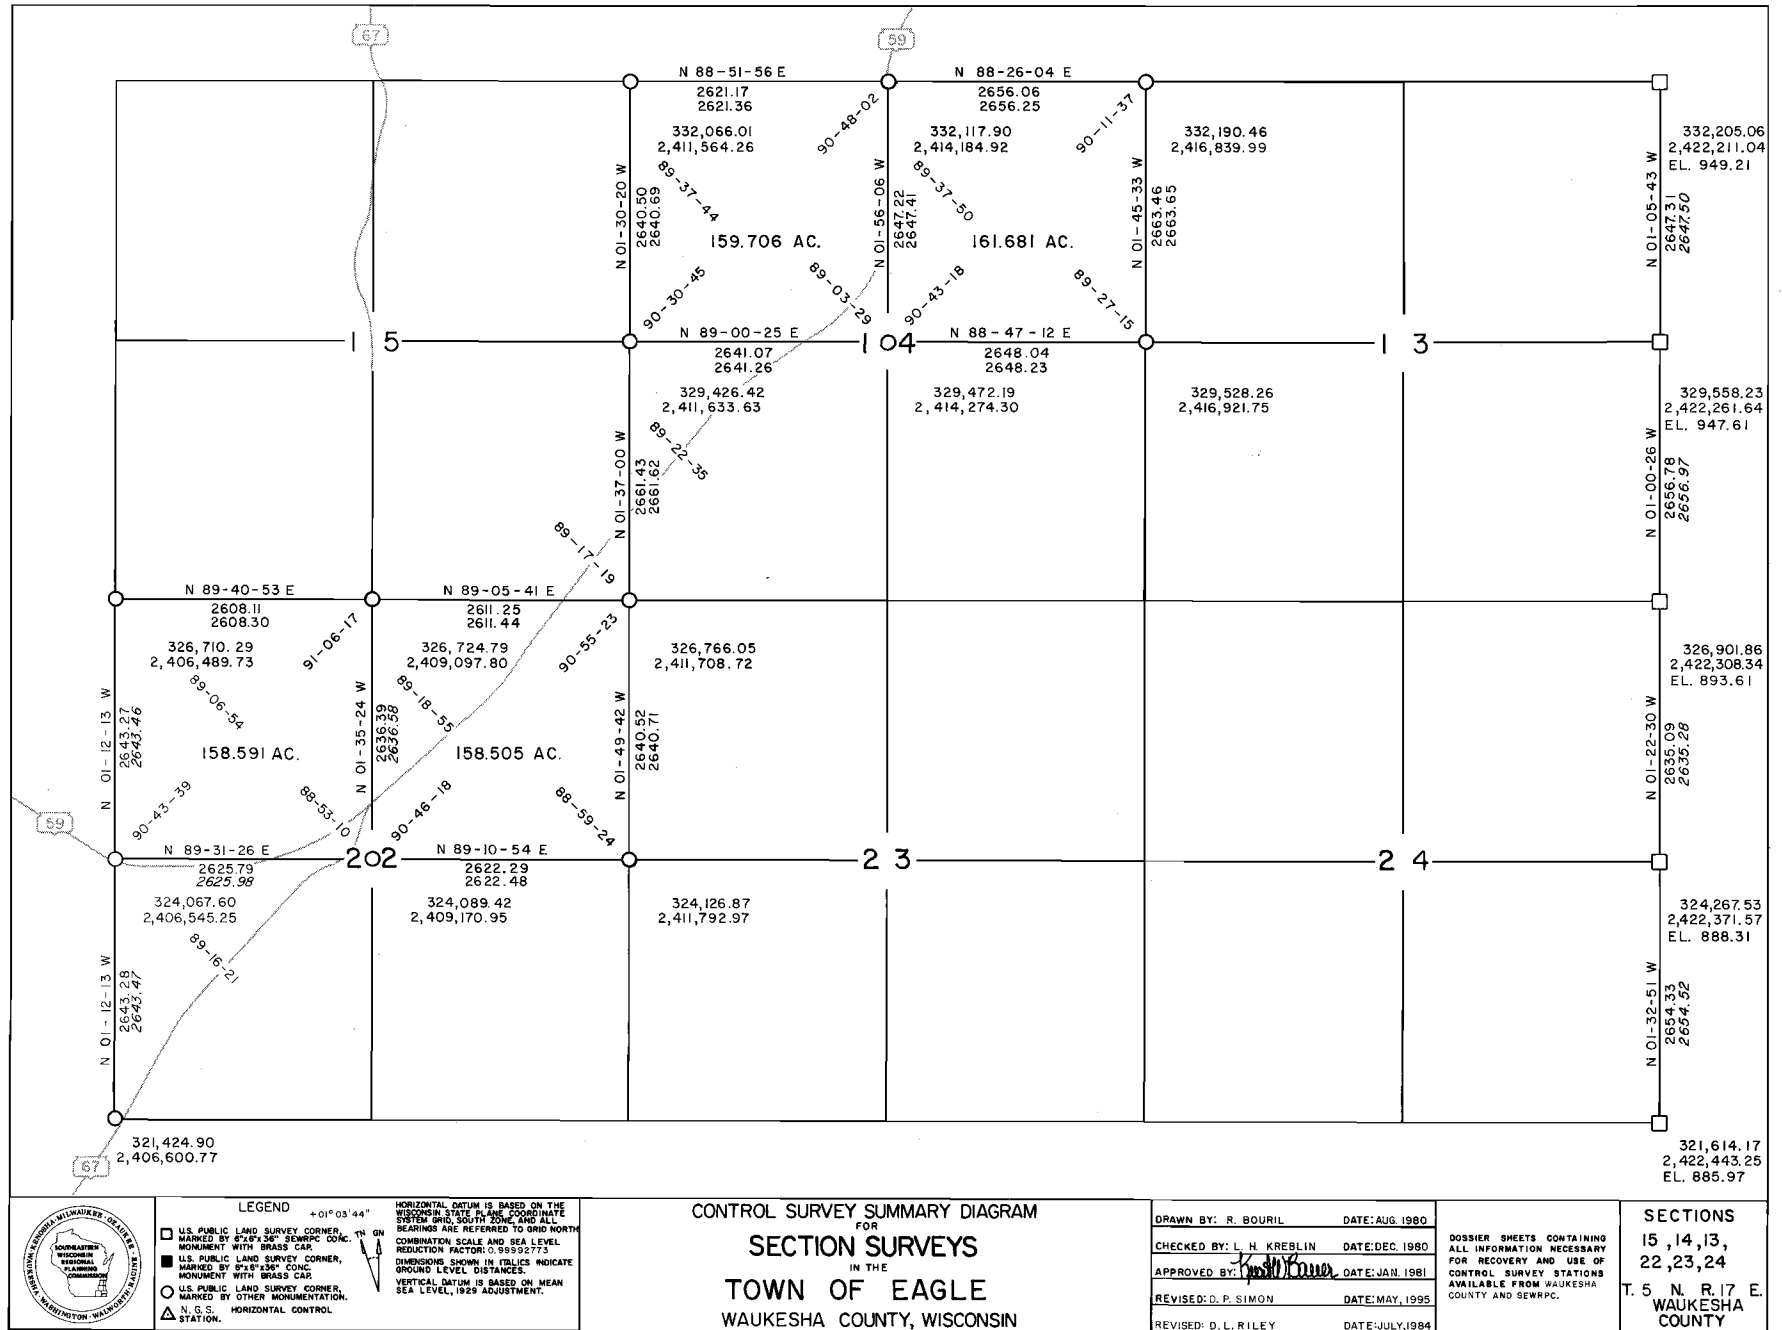 67
59
N 88-51-56 E
2621.17
2621.36
N 88-26-04 E
2656.06
2656.25
332,066.01
2,411,564.26
90-48-02
332,117.90
2,414,184.92
90-11-37
332,190.46
2,416,839.99
332,205.06
2,422,211.04
EL. 949.21
N 01-30-20 W
2640.50
2640.69
89-37-44
N 01-56-06 W
2647.22
2647.41
89-37-50
N 01-45-33 W
2663.46
2663.65
N 01-05-43 W
2647.31
2647.50
159.706 AC.
161.681 AC.
90-30-45
89-03-29
90-43-18
89-27-15
15
N 89-00-25 E
2641.07
2641.26
14
N 88-47-12 E
2648.04
2648.23
13
329,426.42
2,411,633.63
329,472.19
2,414,274.30
329,528.26
2,416,921.75
329,558.23
2,422,261.64
EL. 947.61
N 01-37-00 W
2661.43
2661.62
89-22-35
N 01-00-26 W
2656.78
2656.97
89-17-19
N 89-40-53 E
2608.11
2608.30
N 89-05-41 E
2611.25
2611.44
326,710.29
2,406,489.73
91-06-17
326,724.79
2,409,097.80
90-55-23
326,766.05
2,411,708.72
326,901.86
2,422,308.34
EL. 893.61
N 01-12-13 W
2643.27
2643.46
89-06-54
N 01-35-24 W
2636.39
2636.58
89-18-55
N 01-49-42 W
2640.52
2640.71
N 01-22-30 W
2635.09
2635.28
158.591 AC.
158.505 AC.
90-43-39
88-53-10
90-46-18
88-59-24
59
N 89-31-26 E
2625.79
2625.98
22
N 89-10-54 E
2622.29
2622.48
23
24
324,067.60
2,406,545.25
324,089.42
2,409,170.95
324,126.87
2,411,792.97
324,267.53
2,422,371.57
EL. 888.31
89-16-21
N 01-12-13 W
2643.28
2643.47
N 01-32-51 W
2654.33
2654.52
321,424.90
2,406,600.77
67
321,614.17
2,422,443.25
EL. 885.97
KENOSHA·MILWAUKEE·OZAUKEE·RACINE·WALWORTH·WASHINGTON·WAUKESHA
SOUTHEASTERN
WISCONSIN
REGIONAL
PLANNING
COMMISSION
LEGEND
+01°03'44"
TN GN
U.S. PUBLIC LAND SURVEY CORNER,
MARKED BY 6"x6"x36" SEWRPC CONC.
MONUMENT WITH BRASS CAP.
U.S. PUBLIC LAND SURVEY CORNER,
MARKED BY 6"x6"x36" CONC.
MONUMENT WITH BRASS CAP.
U.S. PUBLIC LAND SURVEY CORNER,
MARKED BY OTHER MONUMENTATION.
N.G.S. HORIZONTAL CONTROL
STATION.
HORIZONTAL DATUM IS BASED ON THE
WISCONSIN STATE PLANE COORDINATE
SYSTEM GRID, SOUTH ZONE, AND ALL
BEARINGS ARE REFERRED TO GRID NORTH
COMBINATION SCALE AND SEA LEVEL
REDUCTION FACTOR: 0.99992773
DIMENSIONS SHOWN IN ITALICS INDICATE
GROUND LEVEL DISTANCES.
VERTICAL DATUM IS BASED ON MEAN
SEA LEVEL, 1929 ADJUSTMENT.
CONTROL SURVEY SUMMARY DIAGRAM
FOR
SECTION SURVEYS
IN THE
TOWN OF EAGLE
WAUKESHA COUNTY, WISCONSIN
DRAWN BY: R. BOURIL DATE: AUG. 1980
CHECKED BY: L. H. KREBLIN DATE: DEC. 1980
APPROVED BY: Kurt W. Bauer DATE: JAN. 1981
REVISED: D. P. SIMON DATE: MAY, 1995
REVISED: D. L. RILEY DATE: JULY, 1984
DOSSIER SHEETS CONTAINING
ALL INFORMATION NECESSARY
FOR RECOVERY AND USE OF
CONTROL SURVEY STATIONS
AVAILABLE FROM WAUKESHA
COUNTY AND SEWRPC.
SECTIONS
15 ,14,13,
22 ,23,24
T. 5 N. R. 17 E.
WAUKESHA
COUNTY